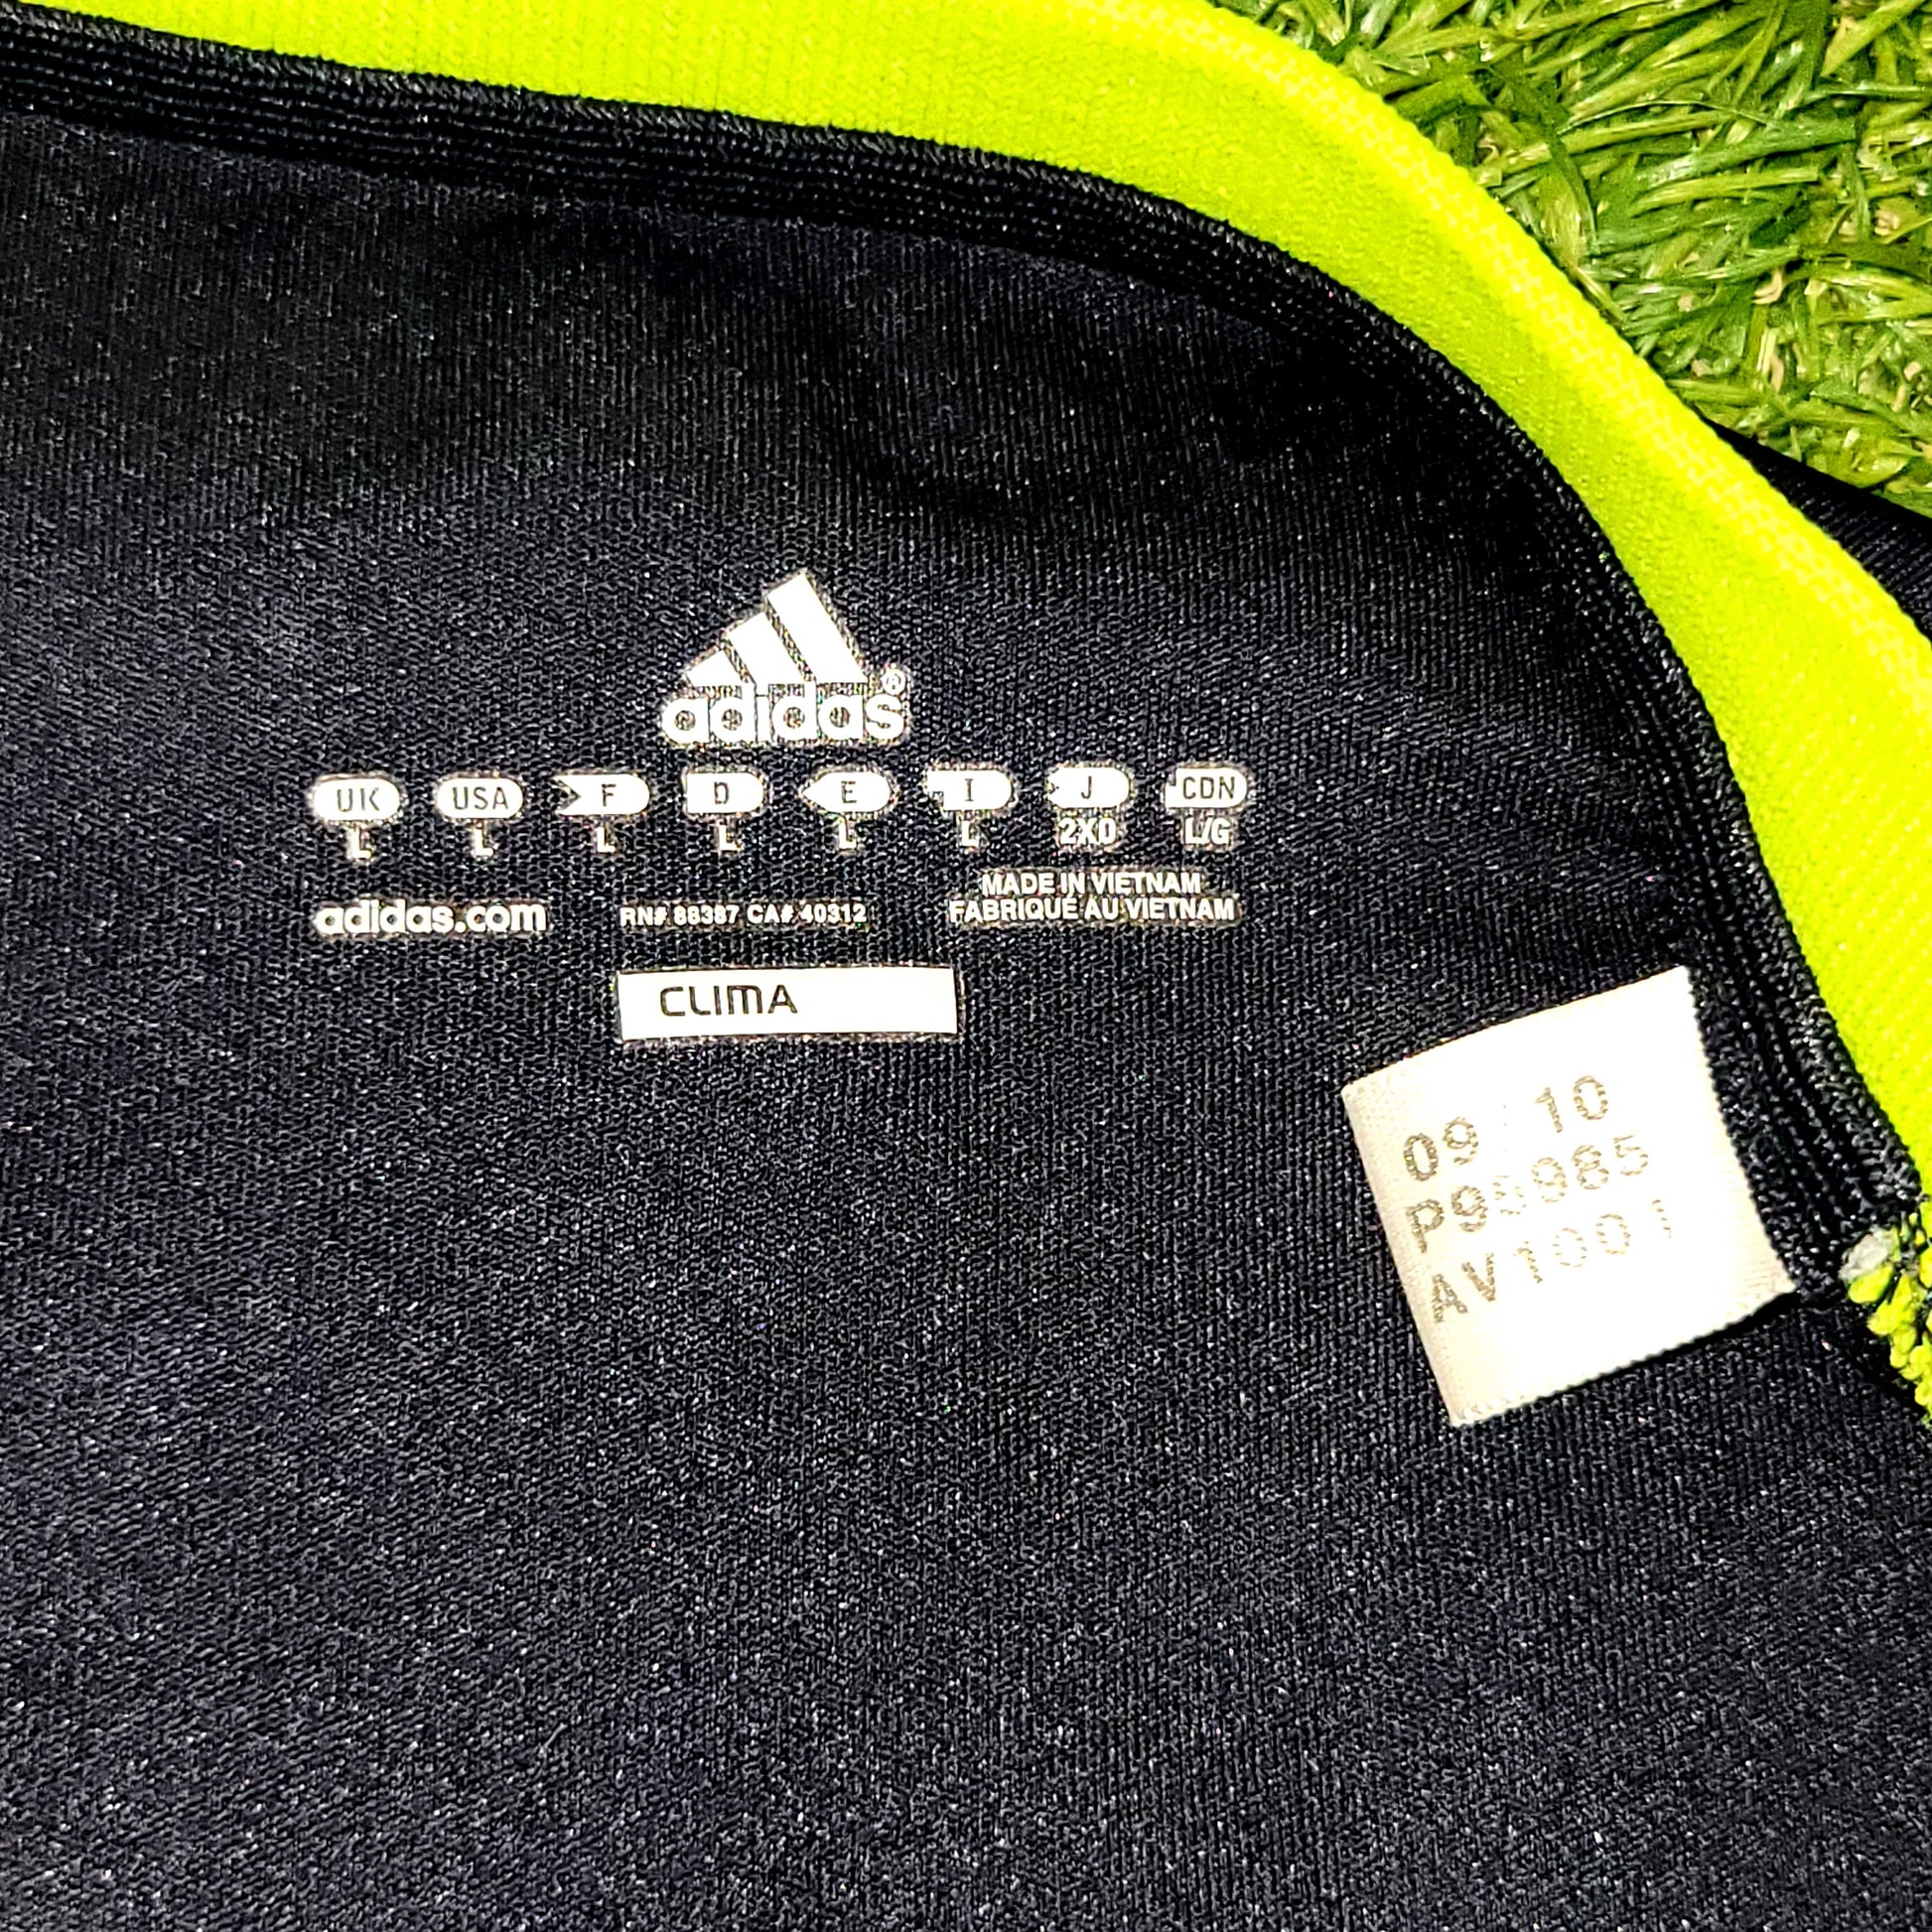 adidas®
UK USA F D E I J CDN
L L L L L L 2XO L/G
adidas.com
RN# 88387 CA# 40312
MADE IN VIETNAM
FABRIQUÉ AU VIETNAM
CLIMA
09 10